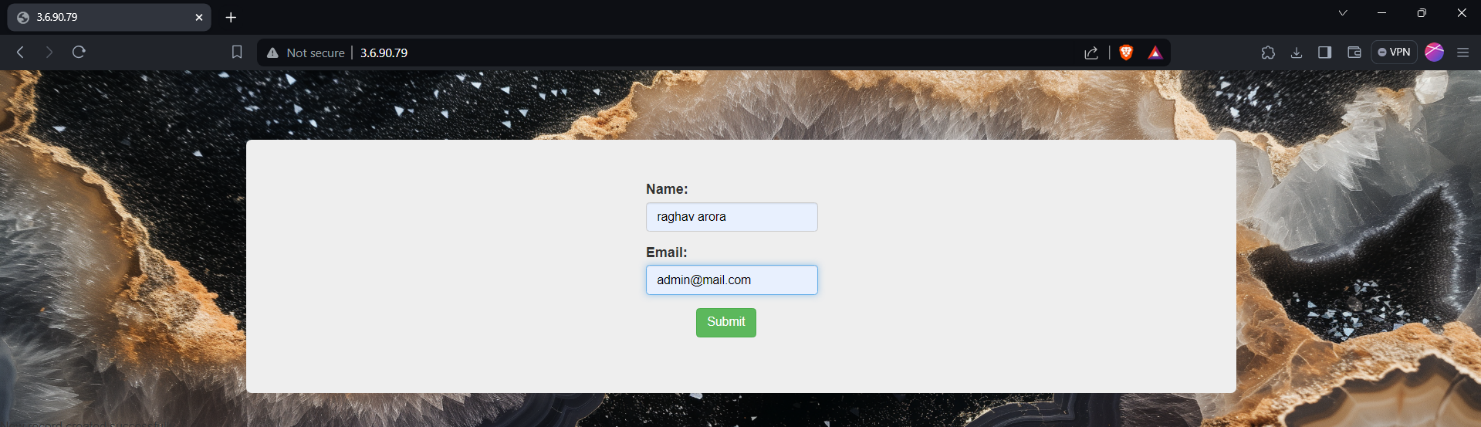 3.6.90.79
Not secure
3.6.90.79
VPN
Name:
raghav arora
Email:
admin@mail.com
Submit